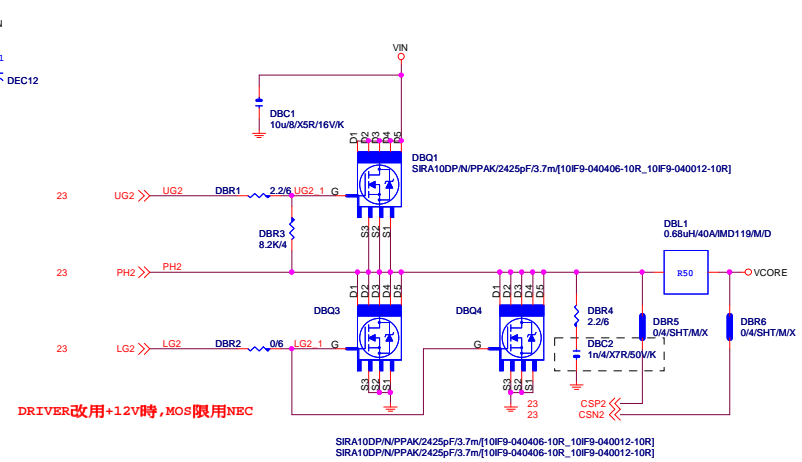 N
1
DEC12
VIN
DBC1
10u/8/X5R/16V/K
D1
D2
D3
D4
D5
DBQ1
SIRA10DP/N/PPAK/2425pF/3.7m/[10IF9-040406-10R_10IF9-040012-10R]
23
UG2
UG2
DBR1
2.2/6
UG2_1
G
S3
S2
S1
DBR3
8.2K/4
DBL1
0.68uH/40A/IMD119/M/D
23
PH2
PH2
R50
VCORE
D1
D2
D3
D4
D5
D1
D2
D3
D4
D5
DBQ3
DBQ4
DBR4
2.2/6
DBR5
0/4/SHT/M/X
DBR6
0/4/SHT/M/X
23
LG2
LG2
DBR2
0/6
LG2_1
G
G
DBC2
1n/4/X7R/50V/K
S3
S2
S1
S3
S2
S1
23
CSP2
23
CSN2
DRIVER改用+12V時,MOS限用NEC
SIRA10DP/N/PPAK/2425pF/3.7m/[10IF9-040406-10R_10IF9-040012-10R]
SIRA10DP/N/PPAK/2425pF/3.7m/[10IF9-040406-10R_10IF9-040012-10R]